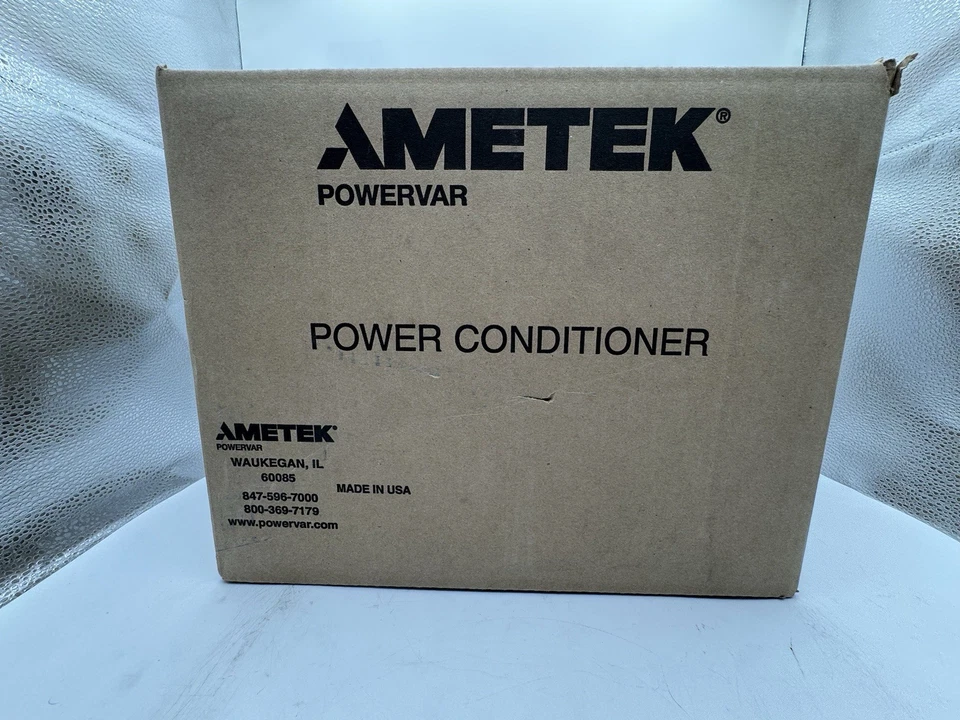 AMETEK®
POWERVAR
POWER CONDITIONER
AMETEK®
POWERVAR
WAUKEGAN, IL
60085
847-596-7000
800-369-7179
www.powervar.com
MADE IN USA